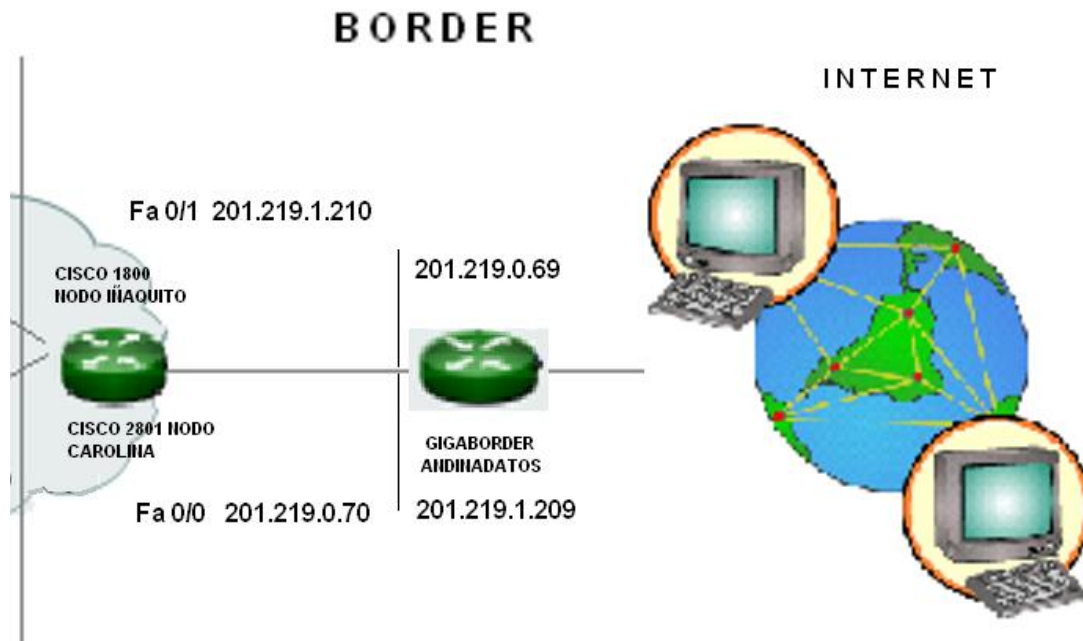 BORDER
INTERNET
Fa 0/1 201.219.1.210
CISCO 1800
NODO IÑAQUITO
201.219.0.69
CISCO 2801 NODO
CAROLINA
GIGABORDER
ANDINADATOS
Fa 0/0 201.219.0.70
201.219.1.209